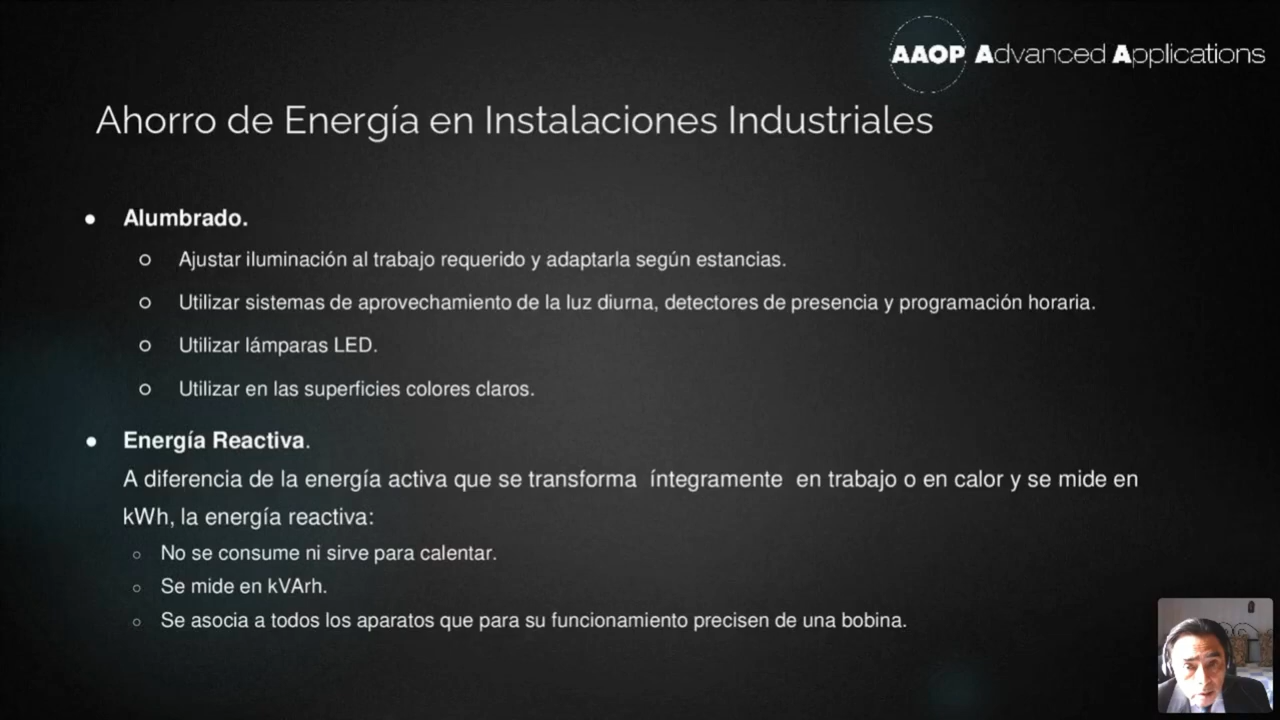 AAOP Advanced Applications
Ahorro de Energía en Instalaciones Industriales
● Alumbrado.
○ Ajustar iluminación al trabajo requerido y adaptarla según estancias.
○ Utilizar sistemas de aprovechamiento de la luz diurna, detectores de presencia y programación horaria.
○ Utilizar lámparas LED.
○ Utilizar en las superficies colores claros.
● Energía Reactiva.
A diferencia de la energía activa que se transforma íntegramente en trabajo o en calor y se mide en
kWh, la energía reactiva:
○ No se consume ni sirve para calentar.
○ Se mide en kVArh.
○ Se asocia a todos los aparatos que para su funcionamiento precisen de una bobina.